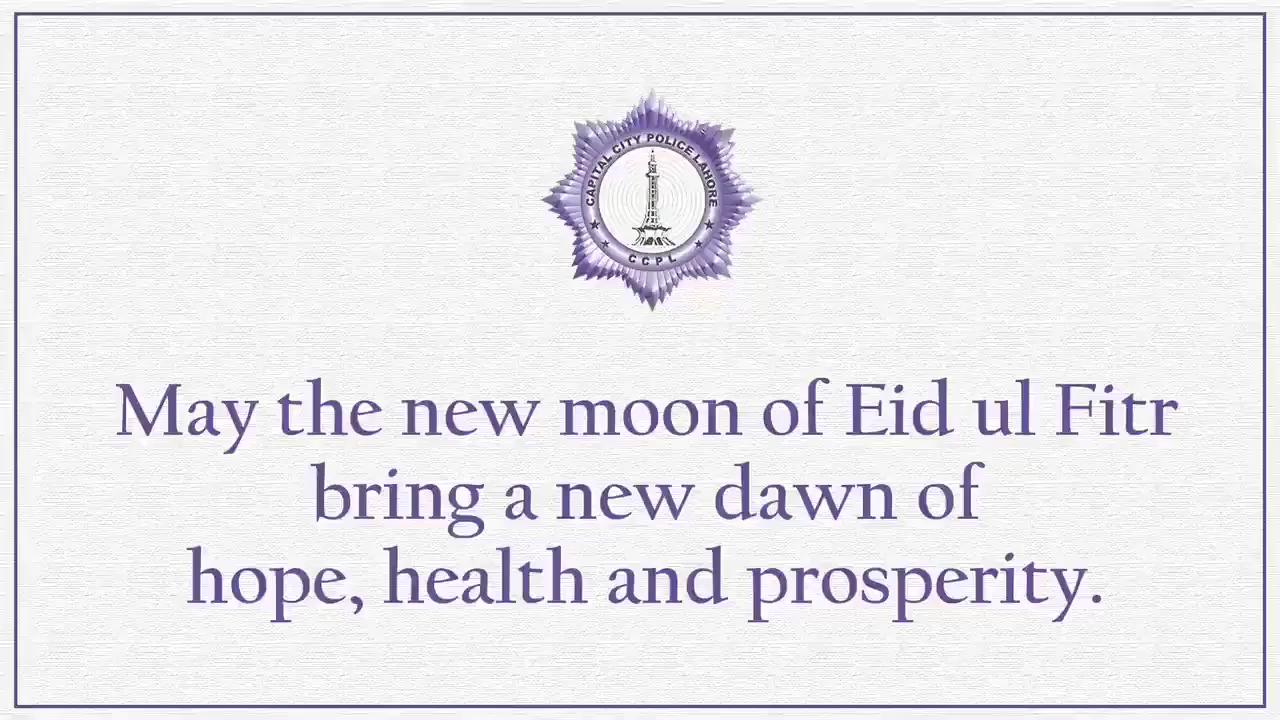 CAPITAL CITY POLICE LAHORE
CCPL
May the new moon of Eid ul Fitr
bring a new dawn of
hope, health and prosperity.